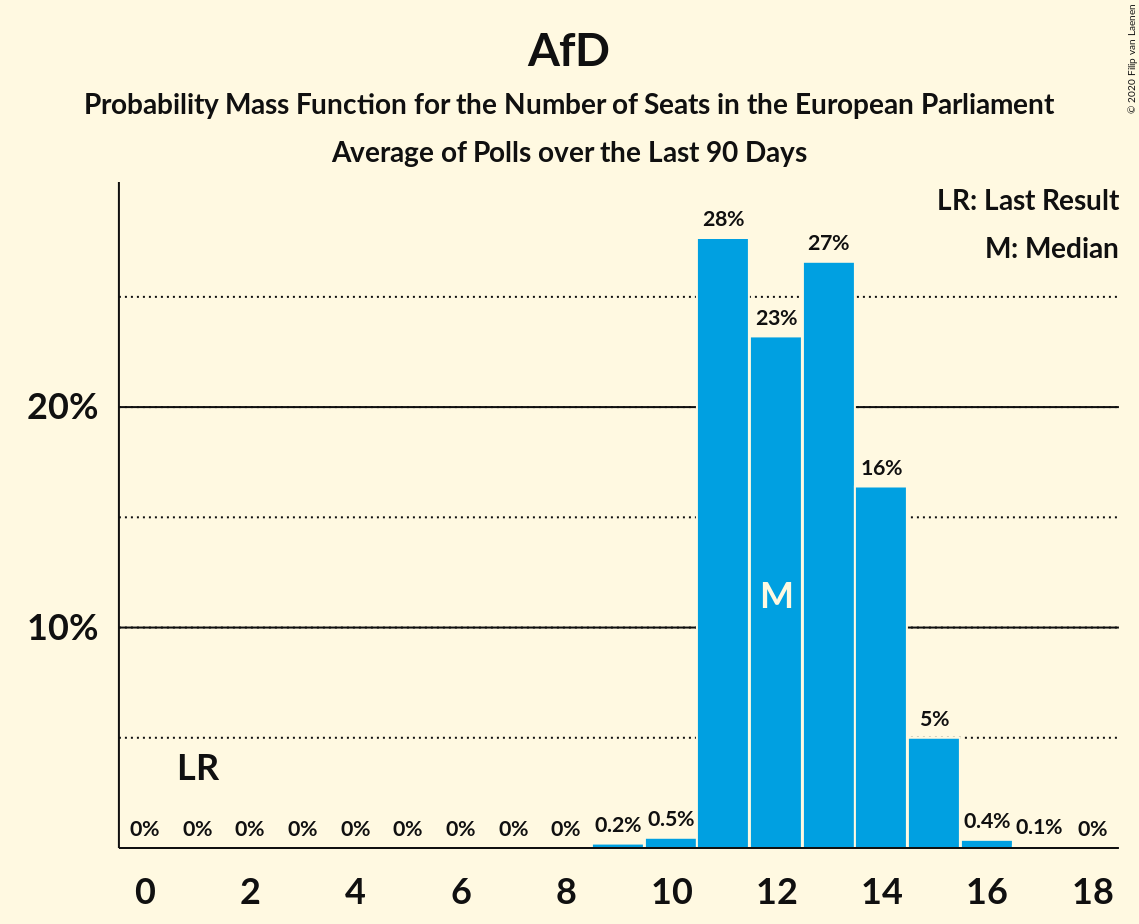 AfD
Probability Mass Function for the Number of Seats in the European Parliament
Average of Polls over the Last 90 Days
© 2020 Filip van Laenen
LR: Last Result
M: Median
28%
27%
23%
20%
16%
M
10%
5%
LR
0% 0% 0% 0% 0% 0% 0% 0% 0% 0.2% 0.5% 0.4% 0.1% 0%
0 2 4 6 8 10 12 14 16 18